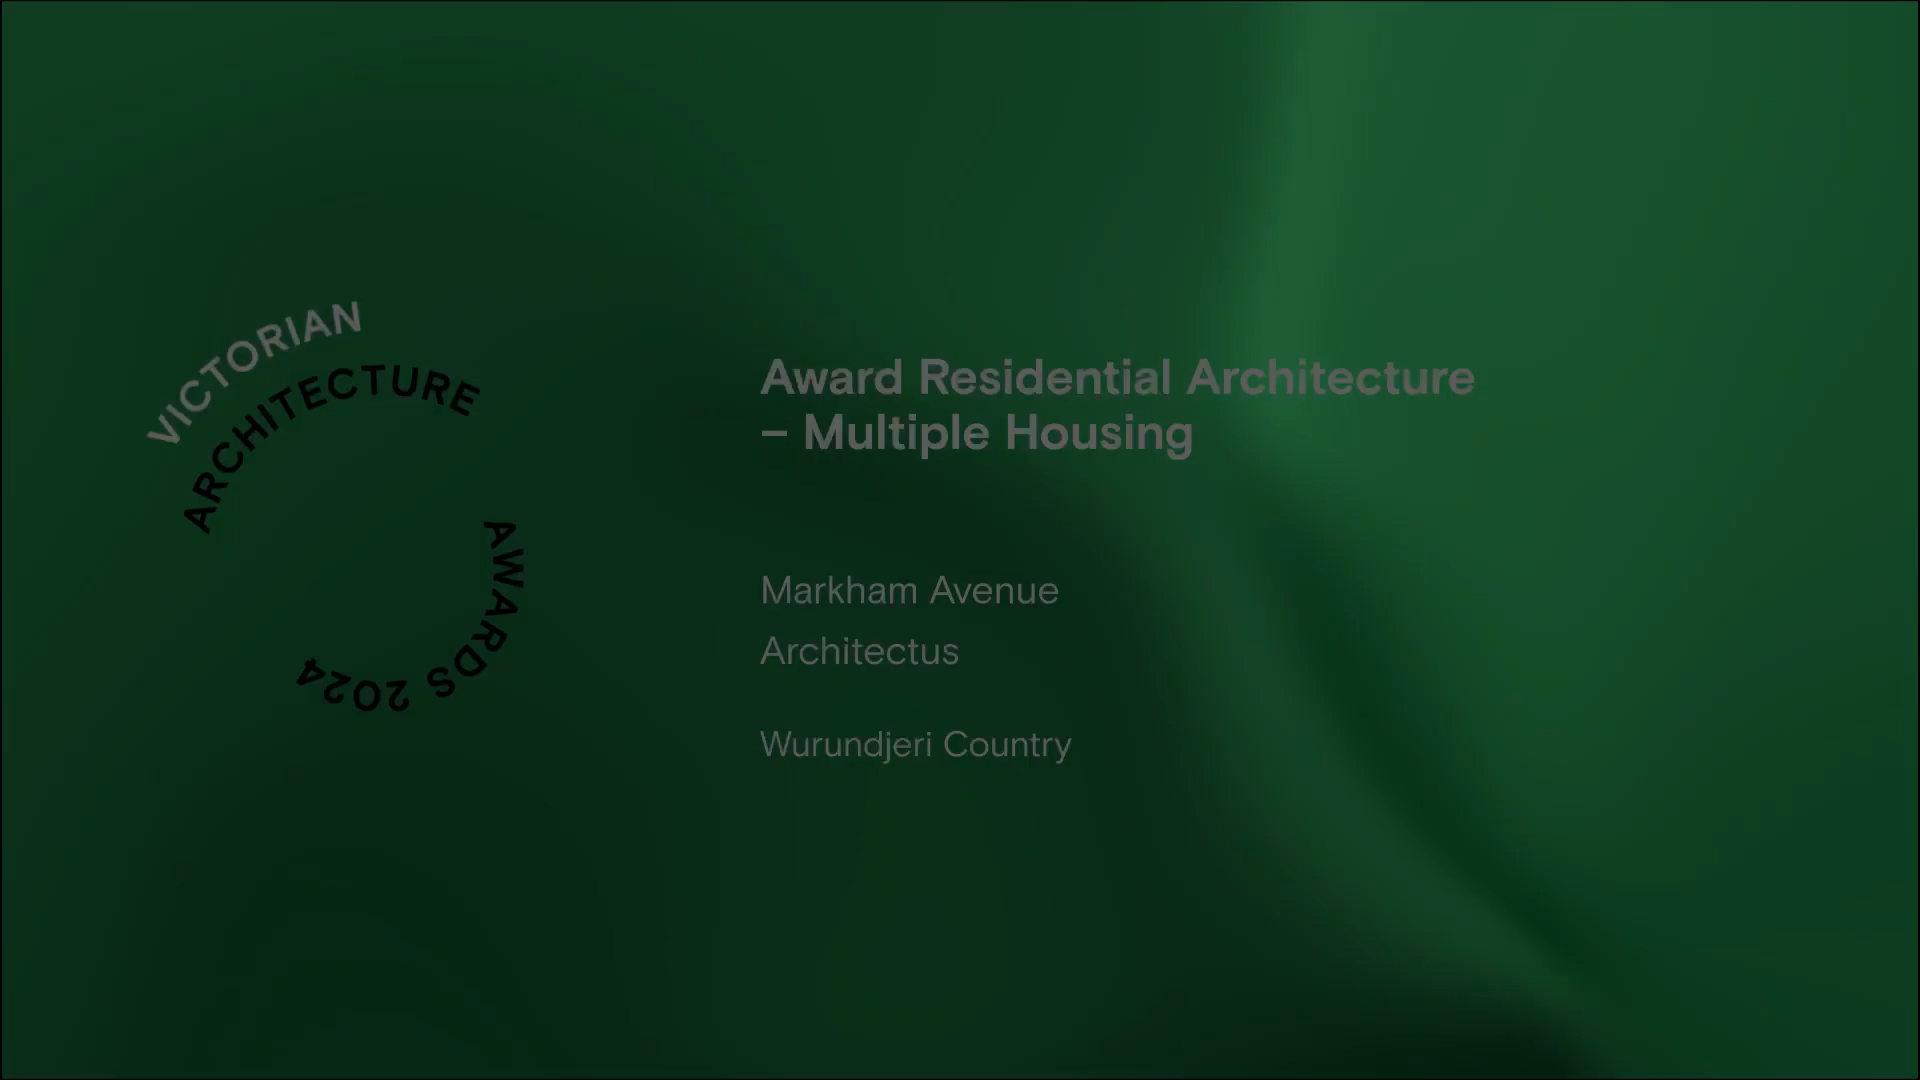 VICTORIAN
ARCHITECTURE
AWARDS 2024
Award Residential Architecture
– Multiple Housing
Markham Avenue
Architectus
Wurundjeri Country